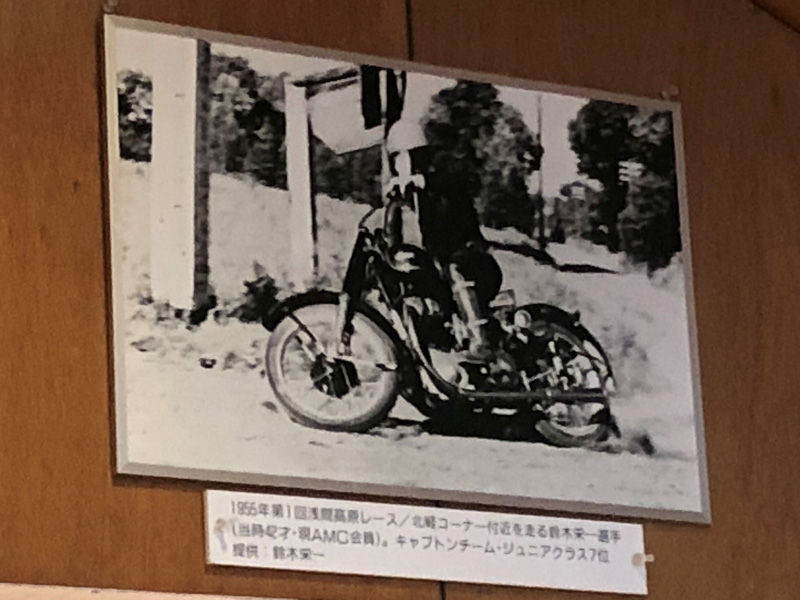 1955年第1回浅間高原レース／北軽コーナー付近を走る鈴木栄一選手
(当時42才・現AMC会員)。キャブトンチーム・ジュニアクラス7位
提供：鈴木栄一